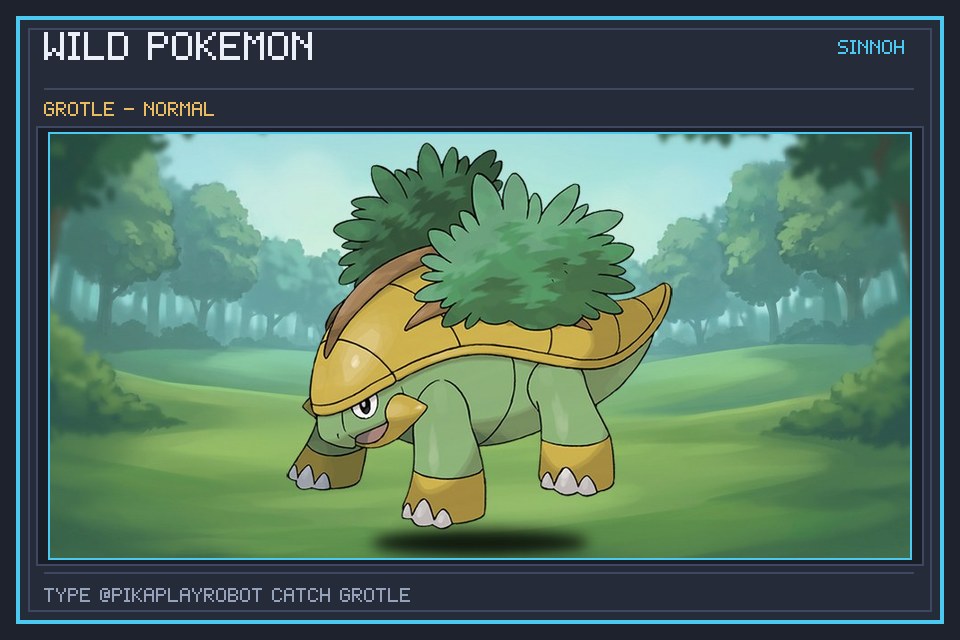 WILD POKEMON
SINNOH
GROTLE - NORMAL
TYPE @PIKAPLAYROBOT CATCH GROTLE